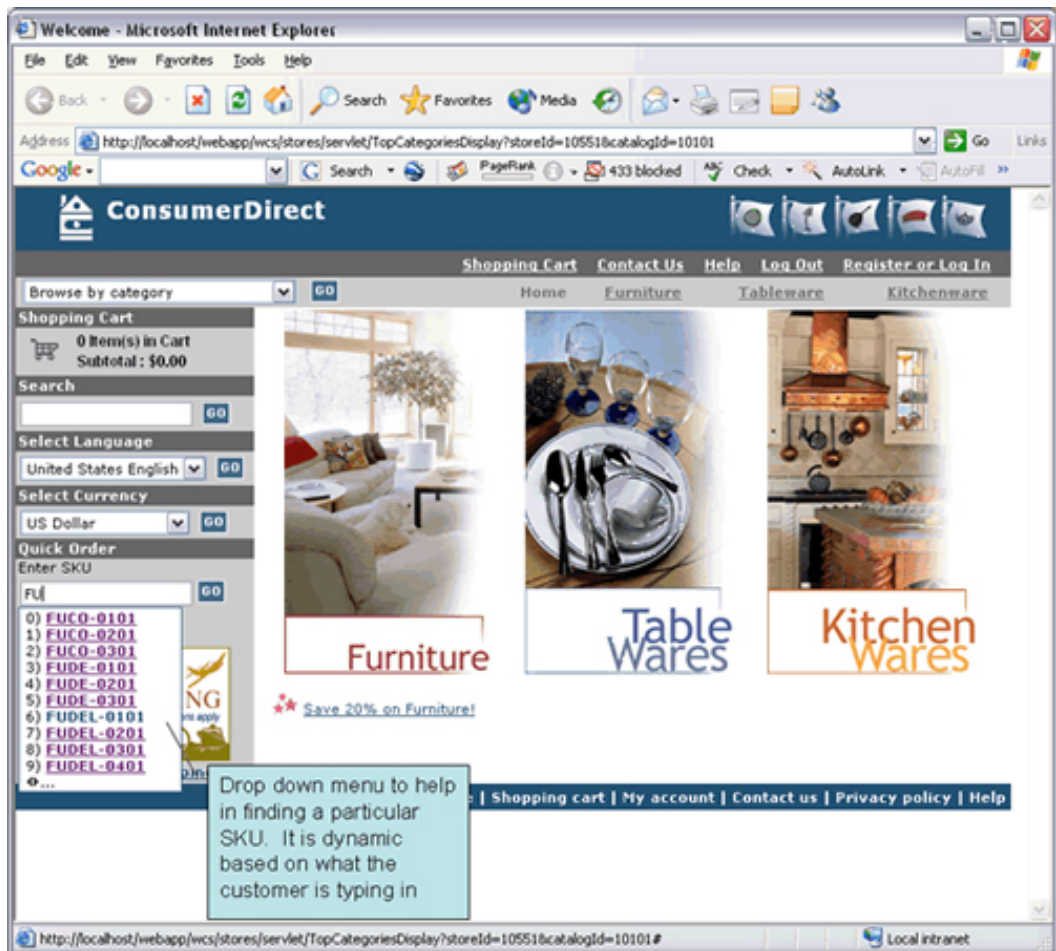 Welcome - Microsoft Internet Explorer
File Edit View Favorites Tools Help
Back Search Favorites Media
Address http://localhost/webapp/wcs/stores/servlet/TopCategoriesDisplay?storeId=10551&catalogId=10101 Go Links
Google Search PageRank 433 blocked Check AutoLink AutoFill
ConsumerDirect
Shopping Cart Contact Us Help Log Out Register or Log In
Browse by category GO Home Furniture Tableware Kitchenware
Shopping Cart
0 Item(s) in Cart
Subtotal : $0.00
Search
GO
Select Language
United States English GO
Select Currency
US Dollar GO
Quick Order
Enter SKU
FU GO
0) FUCO-0101
1) FUCO-0201
2) FUCO-0301
3) FUDE-0101
4) FUDE-0201
5) FUDE-0301
6) FUDEL-0101
7) FUDEL-0201
8) FUDEL-0301
9) FUDEL-0401
...
Furniture
Table
Wares
Kitchen
Wares
Save 20% on Furniture!
Drop down menu to help
in finding a particular
SKU. It is dynamic
based on what the
customer is typing in
| Shopping cart | My account | Contact us | Privacy policy | Help
http://localhost/webapp/wcs/stores/servlet/TopCategoriesDisplay?storeId=10551&catalogId=10101# Local intranet